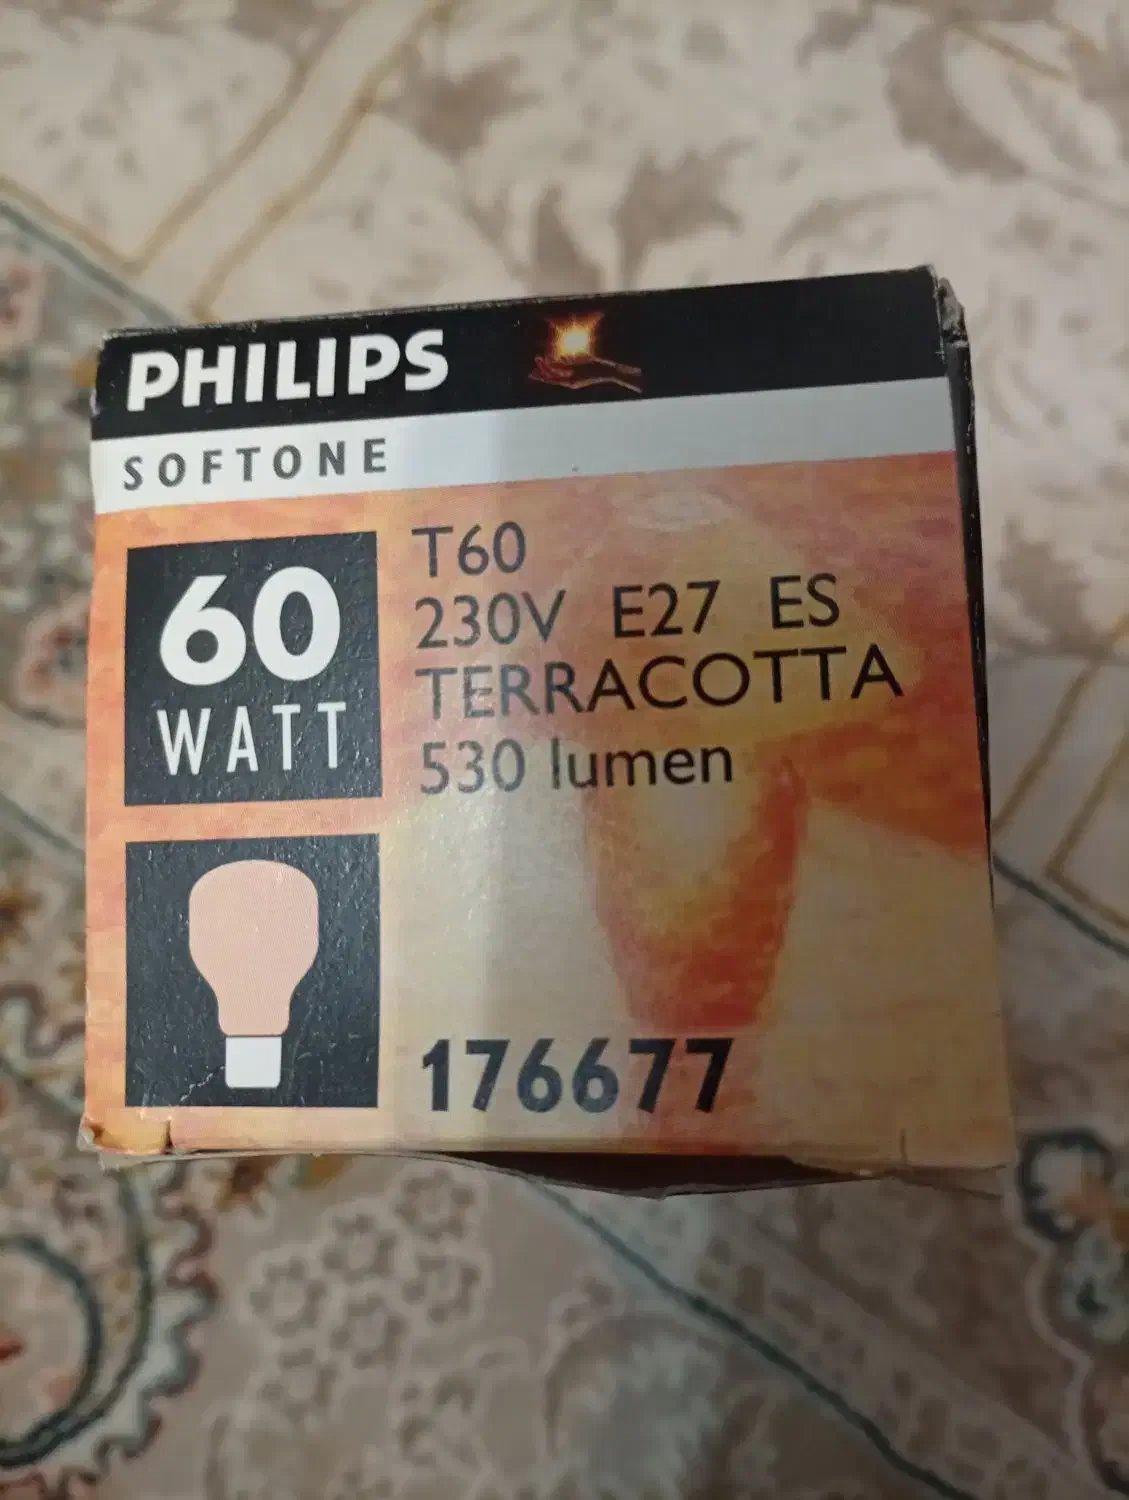 PHILIPS
SOFTONE
60
WATT
T60
230V E27 ES
TERRACOTTA
530 lumen
176677